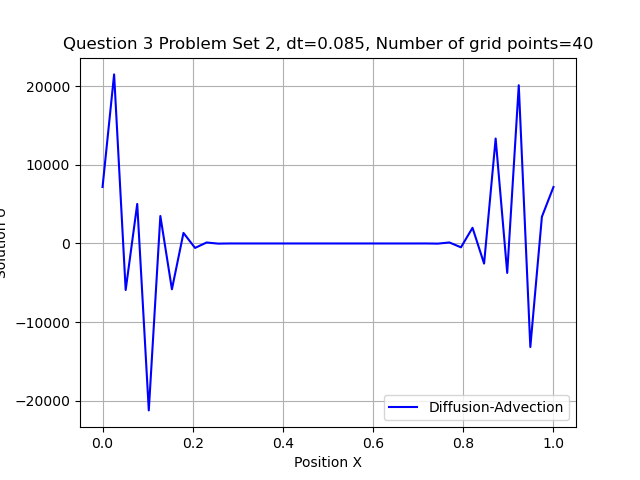 Question 3 Problem Set 2, dt=0.085, Number of grid points=40
20000
10000
0
−10000
−20000
Diffusion-Advection
0.0 0.2 0.4 0.6 0.8 1.0
Position X